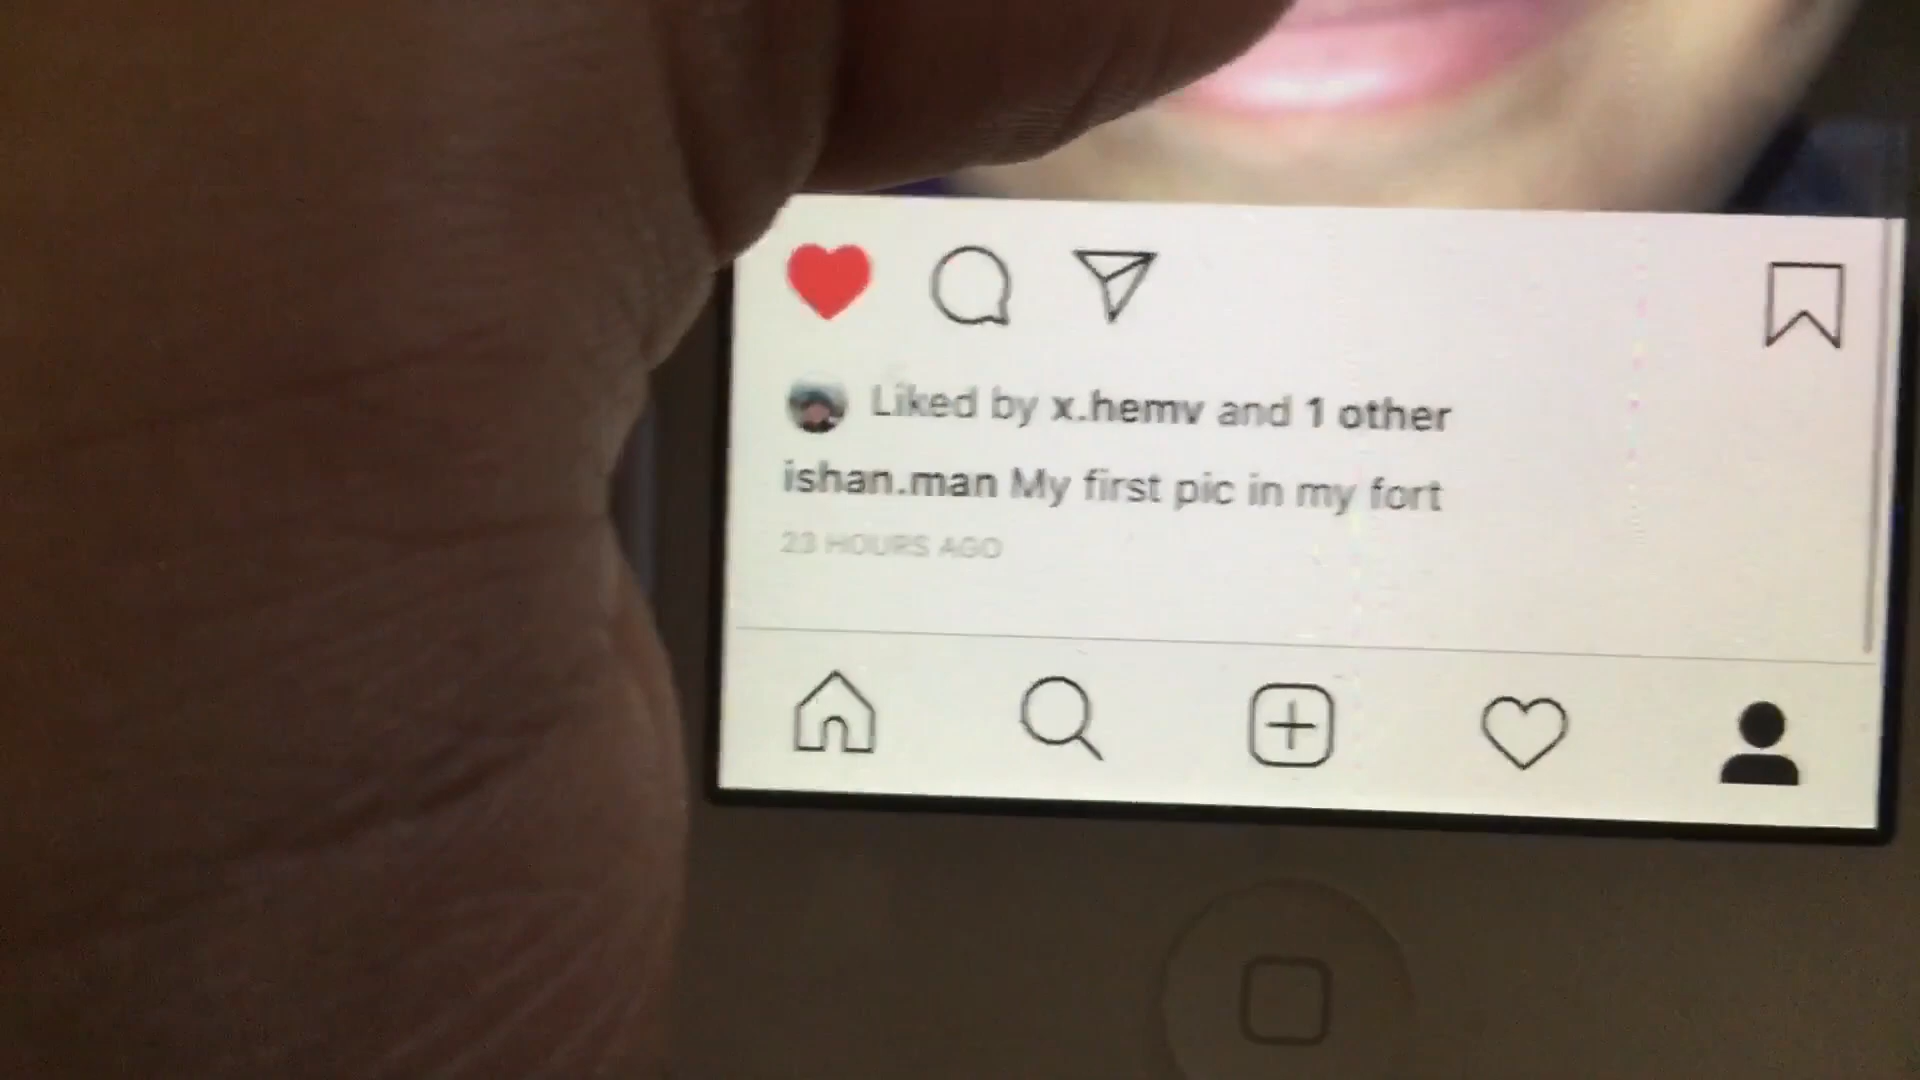 Liked by x.hemv and 1 other
ishan.man My first pic in my fort
23 HOURS AGO